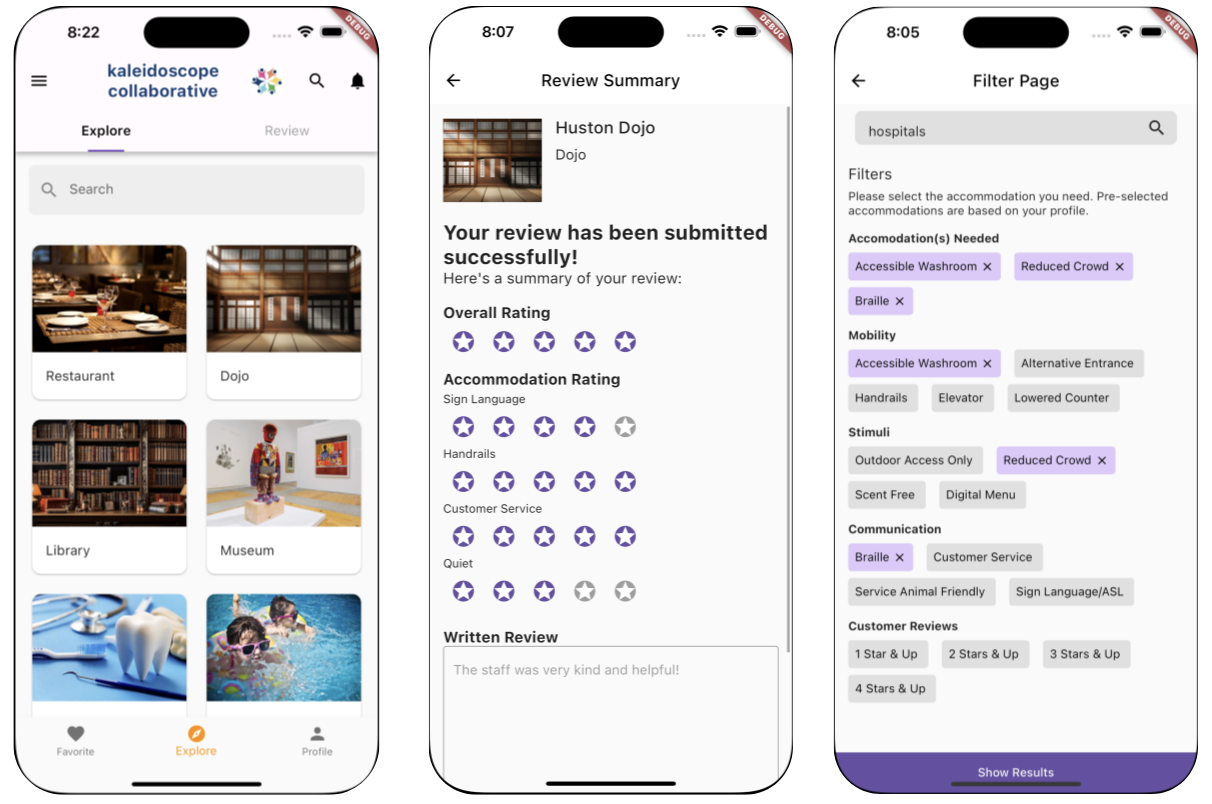 8:22
DEBUG
kaleidoscope
collaborative
Explore
Review
Search
Restaurant
Dojo
Library
Museum
Favorite
Explore
Profile
8:07
DEBUG
Review Summary
Huston Dojo
Dojo
Your review has been submitted
successfully!
Here's a summary of your review:
Overall Rating
Accommodation Rating
Sign Language
Handrails
Customer Service
Quiet
Written Review
The staff was very kind and helpful!
8:05
DEBUG
Filter Page
hospitals
Filters
Please select the accommodation you need. Pre-selected
accommodations are based on your profile.
Accomodation(s) Needed
Accessible Washroom ✕ Reduced Crowd ✕
Braille ✕
Mobility
Accessible Washroom ✕ Alternative Entrance
Handrails Elevator Lowered Counter
Stimuli
Outdoor Access Only Reduced Crowd ✕
Scent Free Digital Menu
Communication
Braille ✕ Customer Service
Service Animal Friendly Sign Language/ASL
Customer Reviews
1 Star & Up 2 Stars & Up 3 Stars & Up
4 Stars & Up
Show Results